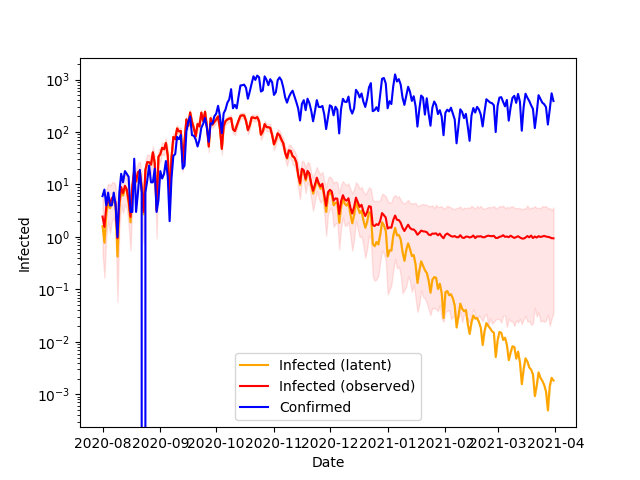 10³
10²
10¹
10⁰
10⁻¹
10⁻²
10⁻³
Infected
Infected (latent)
Infected (observed)
Confirmed
2020-08 2020-09 2020-10 2020-11 2020-12 2021-01 2021-02 2021-03 2021-04
Date